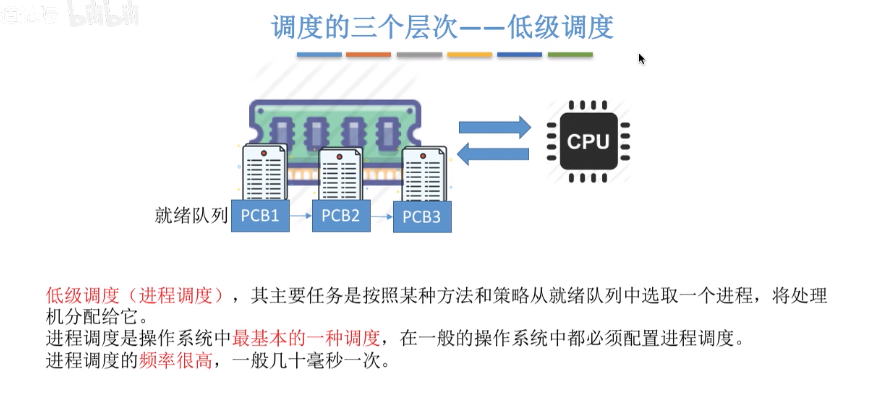 bilibili
调度的三个层次——低级调度
CPU
就绪队列
PCB1
PCB2
PCB3
低级调度（进程调度），其主要任务是按照某种方法和策略从就绪队列中选取一个进程，将处理
机分配给它。
进程调度是操作系统中最基本的一种调度，在一般的操作系统中都必须配置进程调度。
进程调度的频率很高，一般几十毫秒一次。